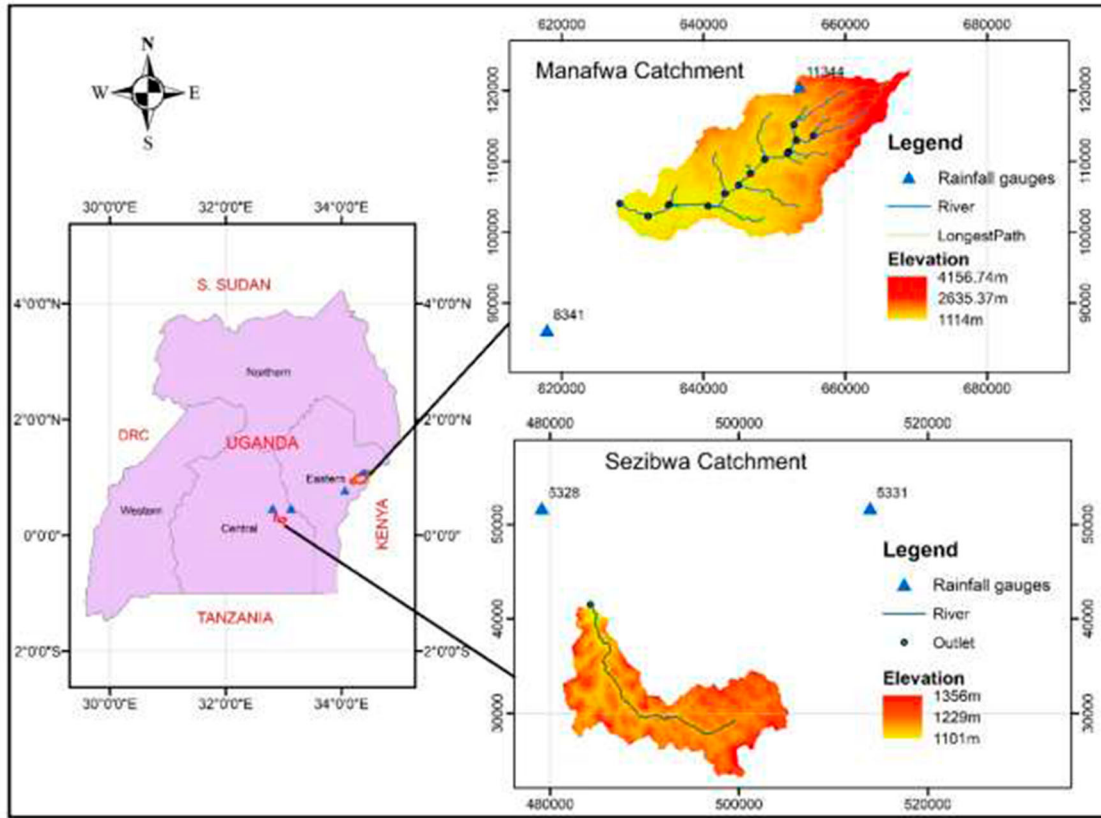 N
W E
S
30°0'0"E 32°0'0"E 34°0'0"E
S. SUDAN
4°0'0"N 4°0'0"N
Northern
2°0'0"N 2°0'0"N
DRC
UGANDA
Eastern
Western
Central
KENYA
0°0'0" 0°0'0"
TANZANIA
2°0'0"S 2°0'0"S
30°0'0"E 32°0'0"E 34°0'0"E
620000 640000 660000 680000
Manafwa Catchment
11344
120000 120000
110000 110000
100000 100000
90000 90000
Legend
Rainfall gauges
River
LongestPath
Elevation
4156.74m
2635.37m
1114m
8341
620000 640000 660000 680000
480000 500000 520000
Sezibwa Catchment
5328
5331
50000 50000
40000 40000
30000 30000
Legend
Rainfall gauges
River
Outlet
Elevation
1356m
1229m
1101m
480000 500000 520000